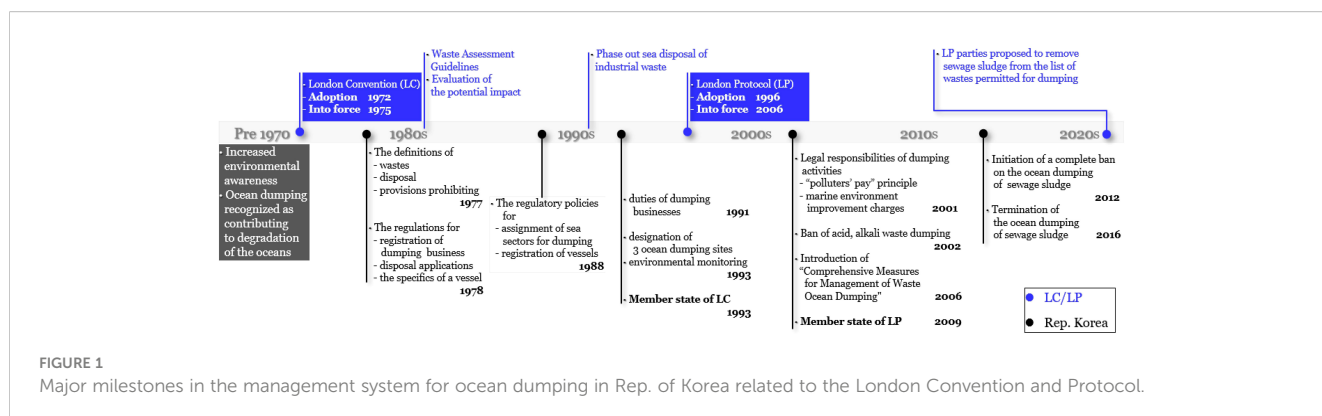 - Waste Assessment
Guidelines
- Evaluation of
the potential impact
- Phase out sea disposal of
industrial waste
- LP parties proposed to remove
sewage sludge from the list of
wastes permitted for dumping
- London Convention (LC)
- Adoption 1972
- Into force 1975
London Protocol (LP)
- Adoption 1996
- Into force 2006
Pre 1970 1980s 1990s 2000s 2010s 2020s
- Increased
environmental
awareness
- Ocean dumping
recognized as
contributing
to degradation
of the oceans
- The definitions of
- wastes
- disposal
- provisions prohibiting
1977
- The regulations for
- registration of
dumping business
- disposal applications
- the specifics of a vessel
1978
- The regulatory policies
for
- assignment of sea
sectors for dumping
- registration of vessels
1988
- duties of dumping
businesses 1991
- designation of
3 ocean dumping sites
- environmental monitoring
1993
- Member state of LC
1993
- Legal responsibilities of dumping
activities
- "polluters' pay" principle
- marine environment
improvement charges 2001
- Ban of acid, alkali waste dumping
2002
- Introduction of
"Comprehensive Measures
for Management of Waste
Ocean Dumping" 2006
- Member state of LP 2009
- Initiation of a complete ban
on the ocean dumping
of sewage sludge
2012
- Termination of
the ocean dumping
of sewage sludge 2016
LC/LP
Rep. Korea
FIGURE 1
Major milestones in the management system for ocean dumping in Rep. of Korea related to the London Convention and Protocol.